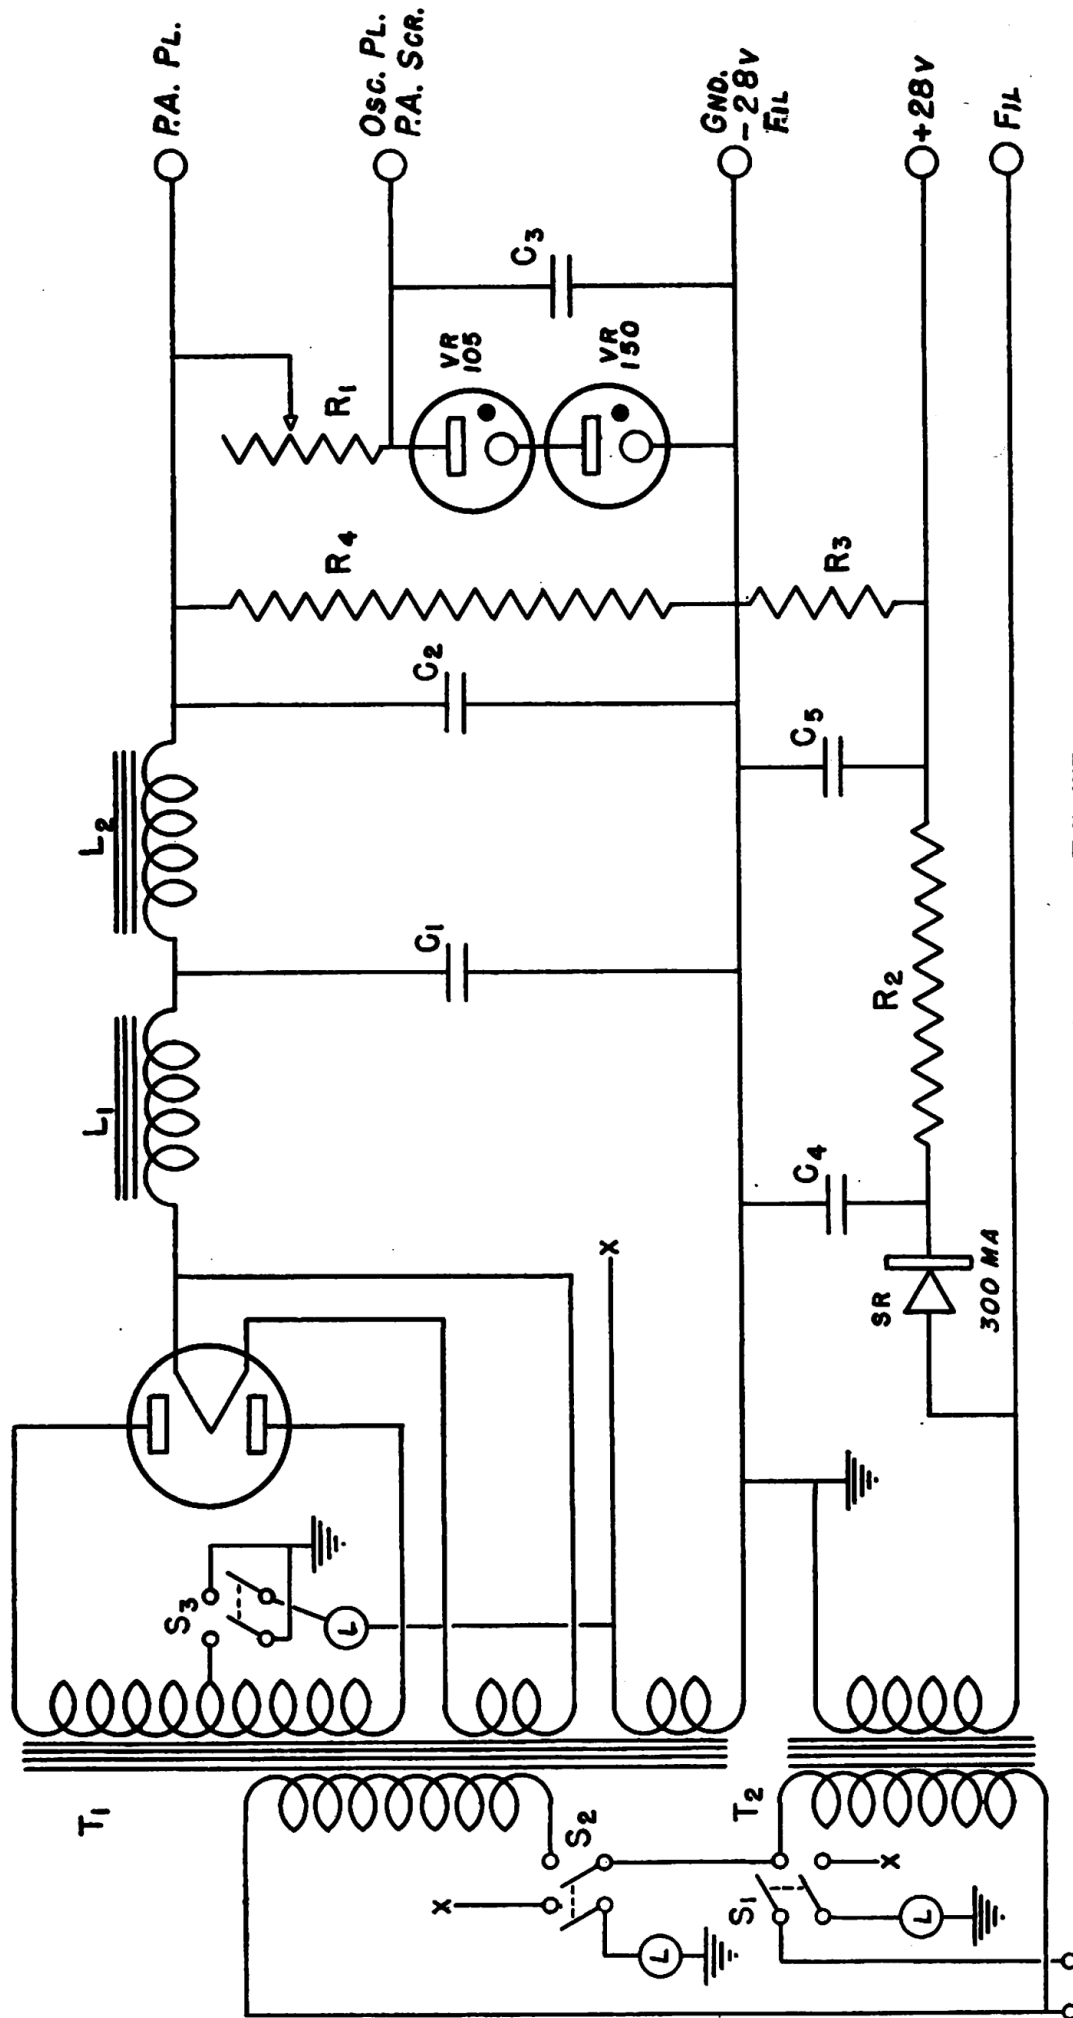 P.A. PL.
OSC. PL.
P.A. SCR.
GND.
-28V
FIL
+28V
FIL
C3
VR
105
VR
150
R1
R4
R3
C2
C5
L2
C1
R2
L1
C4
X
SR
300 MA
S3
L
T1
S2
T2
X
S1
X
L
L